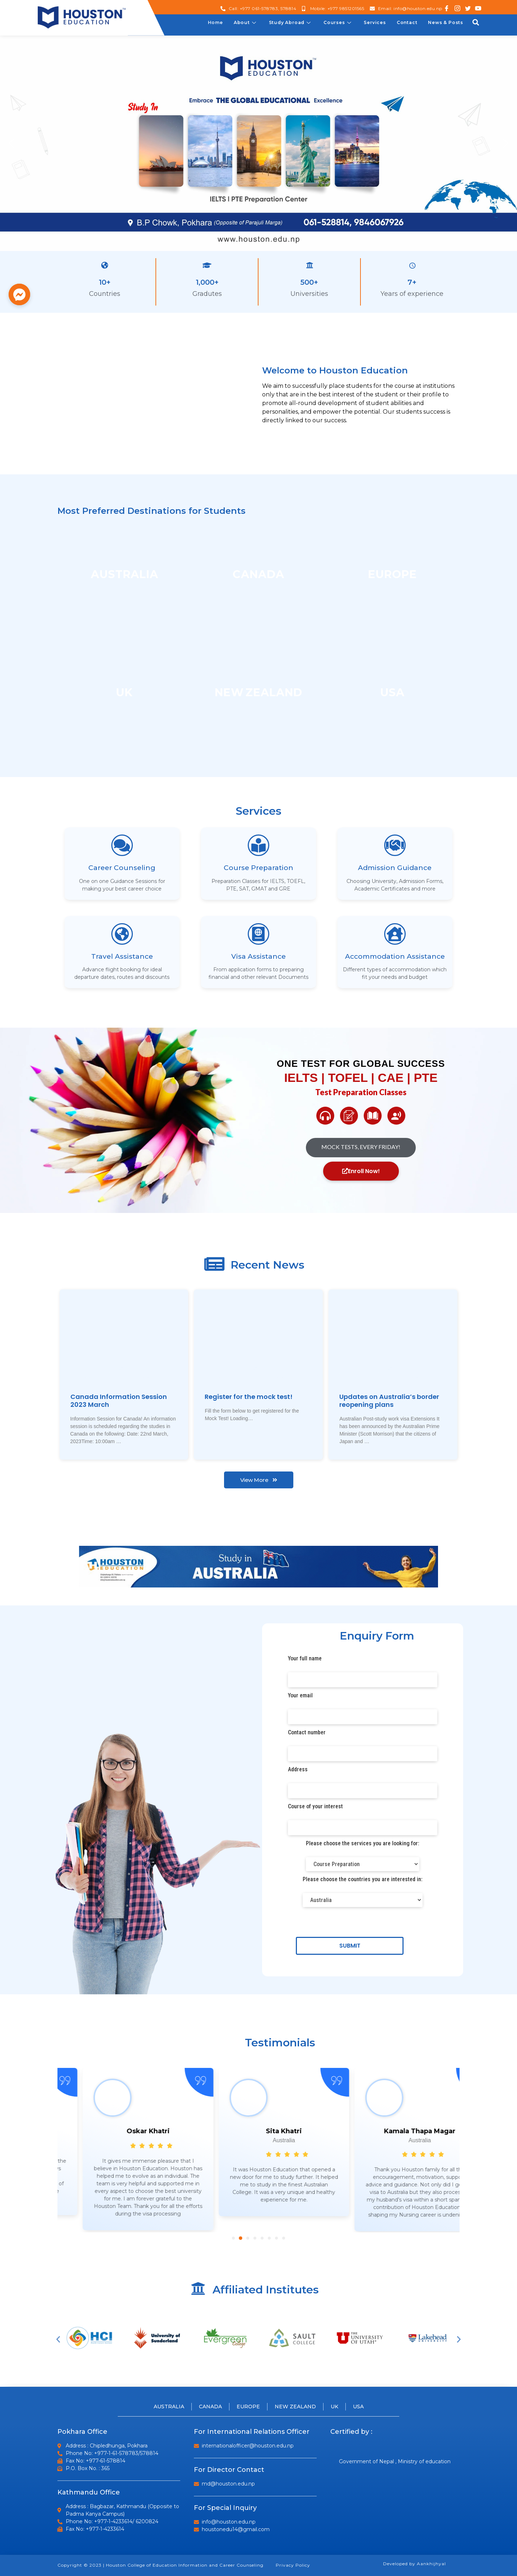 HOUSTON
EDUCATION
Call: +977-061-578783, 578814
Mobile: +977 9851221565
Email: info@houston.edu.np
Home
About
Study Abroad
Courses
Services
Contact
News & Posts
HOUSTON
EDUCATION
Study In
Embrace THE GLOBAL EDUCATIONAL Excellence
IELTS I PTE Preparation Center
B.P Chowk, Pokhara (Opposite of Parajuli Marga)
061-528814, 9846067926
www.houston.edu.np
10+
Countries
1,000+
Gradutes
500+
Universities
7+
Years of experience
Welcome to Houston Education
We aim to successfully place students for the course at institutions
only that are in the best interest of the student or their profile to
promote all-round development of student abilities and
personalities, and empower the potential. Our students success is
directly linked to our success.
Most Preferred Destinations for Students
AUSTRALIA
CANADA
EUROPE
UK
NEW ZEALAND
USA
Services
Career Counseling
One on one Guidance Sessions for
making your best career choice
Course Preparation
Preparation Classes for IELTS, TOEFL,
PTE, SAT, GMAT and GRE
Admission Guidance
Choosing University, Admission Forms,
Academic Certificates and more
Travel Assistance
Advance flight booking for ideal
departure dates, routes and discounts
Visa Assistance
From application forms to preparing
financial and other relevant Documents
Accommodation Assistance
Different types of accommodation which
fit your needs and budget
ONE TEST FOR GLOBAL SUCCESS
IELTS | TOFEL | CAE | PTE
Test Preparation Classes
MOCK TESTS, EVERY FRIDAY!
Enroll Now!
Recent News
Canada Information Session
2023 March
Information Session for Canada! An information
session is scheduled regarding the studies in
Canada on the following: Date: 22nd March,
2023Time: 10:00am ....
Register for the mock test!
Fill the form below to get registered for the
Mock Test! Loading....
Updates on Australia's border
reopening plans
Australian Post-study work visa Extensions It
has been announced by the Australian Prime
Minister (Scott Morrison) that the citizens of
Japan and ....
View More
HOUSTON
EDUCATION
Study in
AUSTRALIA
Enquiry Form
Your full name
Your email
Contact number
Address
Course of your interest
Please choose the services you are looking for:
Course Preparation
Please choose the countries you are interested in:
Australia
SUBMIT
Testimonials
the
of
Oskar Khatri
It gives me immense pleasure that I
believe in Houston Education. Houston has
helped me to evolve as an individual. The
team is very helpful and supported me in
every aspect to choose the best university
for me. I am forever grateful to the
Houston Team. Thank you for all the efforts
during the visa processing.
Sita Khatri
Australia
It was Houston Education that opened a
new door for me to study further. It helped
me to study in the Australian
College. It was a very unique and healthy
experience for me.
Kamala Thapa Magar
Australia
Thank you Houston family for all th
encouragement, motivation, supp
advice and guidance. Not only did I get
visa to Australia but they also proces
my husband's visa within a short span
contribution of Houston Education
shaping my Nursing career is unders
Affiliated Institutes
HCI
University of
Sunderland
Evergreen
SAULT
COLLEGE
THE
UNIVERSITY
OF UTAH
Lakehead
UNIVERSITY
AUSTRALIA
CANADA
EUROPE
NEW ZEALAND
UK
USA
Pokhara Office
Address : Chipledhunga, Pokhara
Phone No: +977-1-61-578783/578814
Fax No: +977-61-578814
P.O. Box No. : 365
Kathmandu Office
Address : Bagbazar, Kathmandu (Opposite to
Padma Kanya Campus)
Phone No: +977-1-4233614/ 6200824
Fax No: +977-1-4233614
For International Relations Officer
internationalofficer@houston.edu.np
For Director Contact
md@houston.edu.np
For Special Inquiry
info@houston.edu.np
houstonedu14@gmail.com
Certified by :
Government of Nepal , Ministry of education
Copyright © 2023 | Houston College of Education Information and Career Counseling
Privacy Policy
Developed by Aanimihyal